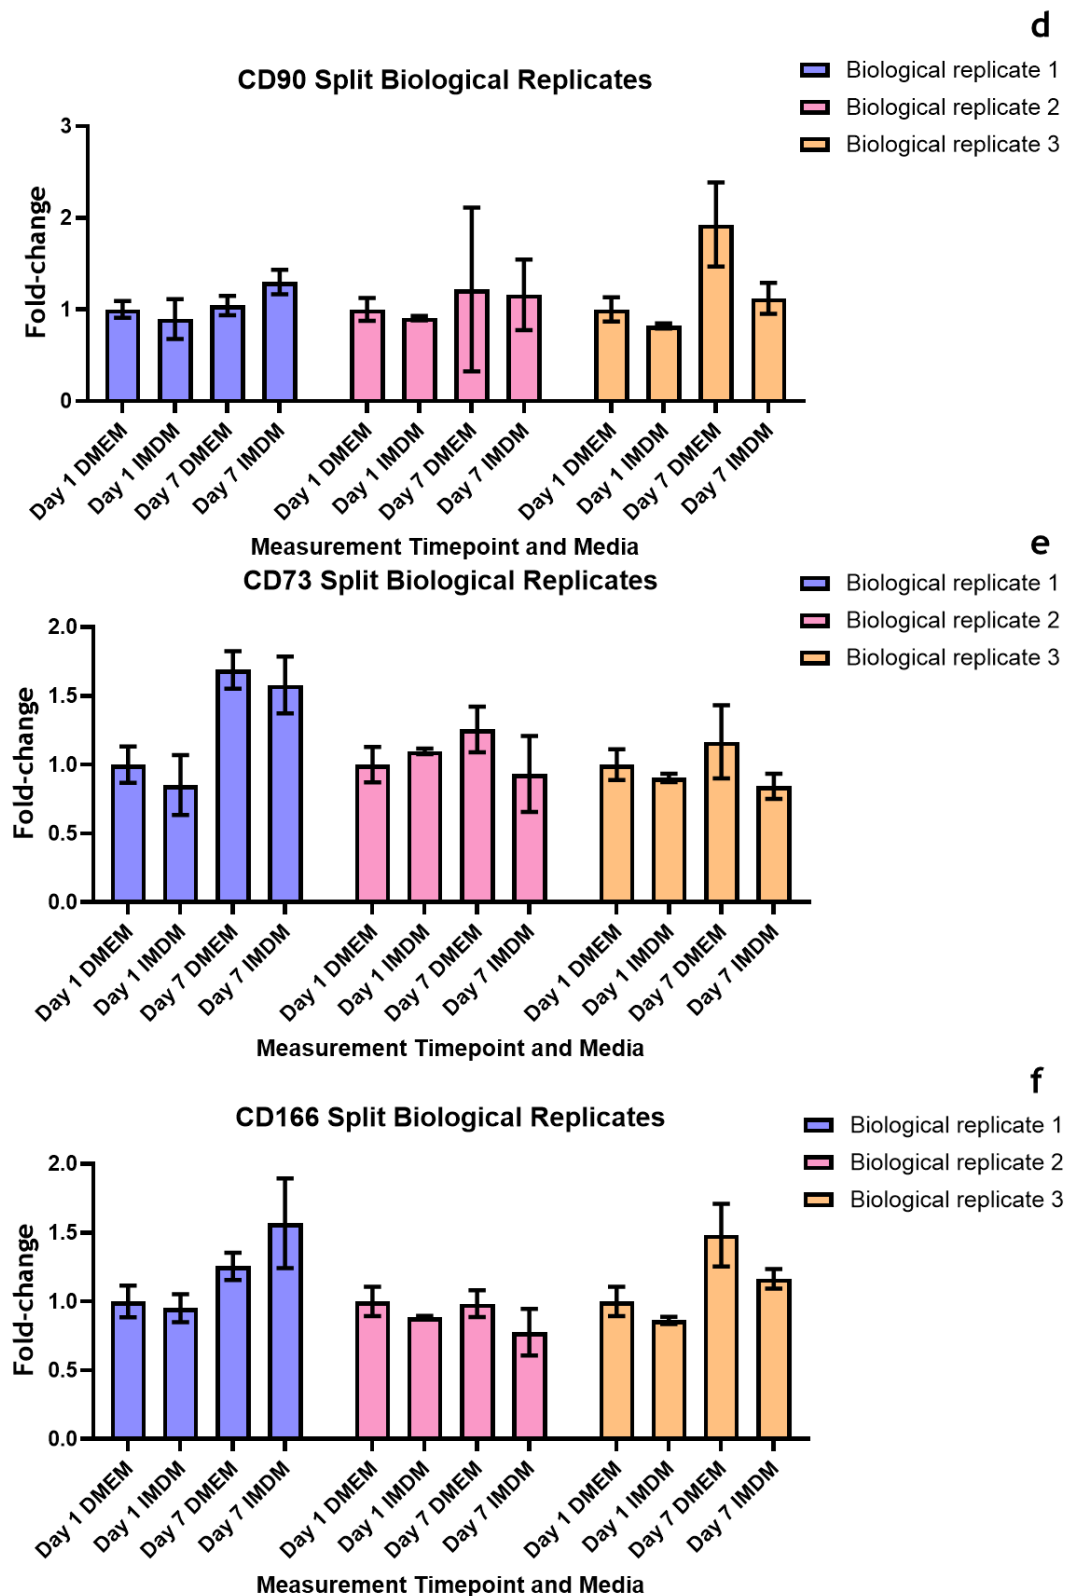 d
CD90 Split Biological Replicates
Biological replicate 1
Biological replicate 2
Biological replicate 3
Fold-change
3
2
1
0
Day 1 DMEM
Day 1 IMDM
Day 7 DMEM
Day 7 IMDM
Day 1 DMEM
Day 1 IMDM
Day 7 DMEM
Day 7 IMDM
Day 1 DMEM
Day 1 IMDM
Day 7 DMEM
Day 7 IMDM
Measurement Timepoint and Media
e
CD73 Split Biological Replicates
Biological replicate 1
Biological replicate 2
Biological replicate 3
Fold-change
2.0
1.5
1.0
0.5
0.0
Day 1 DMEM
Day 1 IMDM
Day 7 DMEM
Day 7 IMDM
Day 1 DMEM
Day 1 IMDM
Day 7 DMEM
Day 7 IMDM
Day 1 DMEM
Day 1 IMDM
Day 7 DMEM
Day 7 IMDM
Measurement Timepoint and Media
f
CD166 Split Biological Replicates
Biological replicate 1
Biological replicate 2
Biological replicate 3
Fold-change
2.0
1.5
1.0
0.5
0.0
Day 1 DMEM
Day 1 IMDM
Day 7 DMEM
Day 7 IMDM
Day 1 DMEM
Day 1 IMDM
Day 7 DMEM
Day 7 IMDM
Day 1 DMEM
Day 1 IMDM
Day 7 DMEM
Day 7 IMDM
Measurement Timepoint and Media